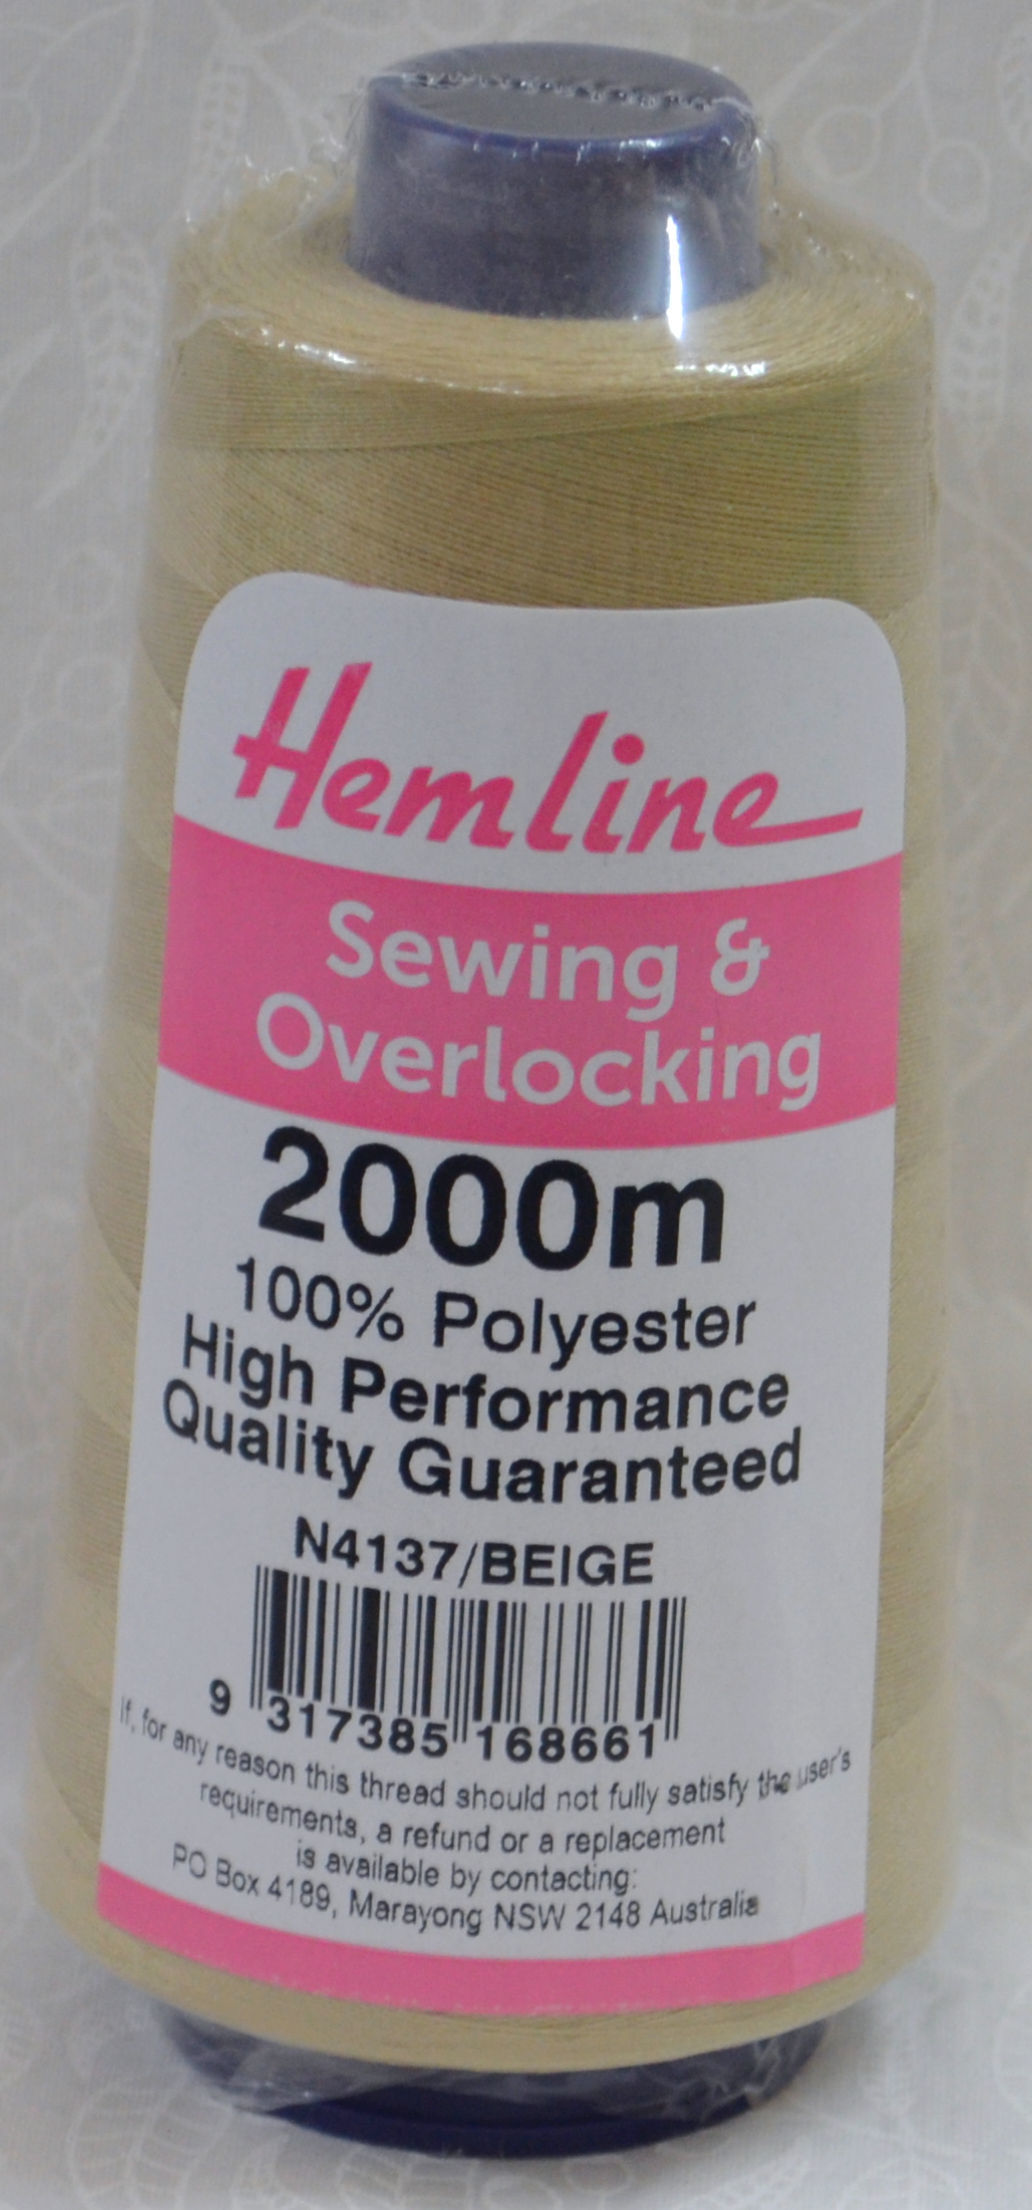 Hemline
Sewing &
Overlocking
2000m
100% Polyester
High Performance
Quality Guaranteed
N4137/BEIGE
9 317385 168661
If, for any reason this thread should not fully satisfy the user's
requirements, a refund or a replacement
is available by contacting:
PO Box 4189, Marayong NSW 2148 Australia